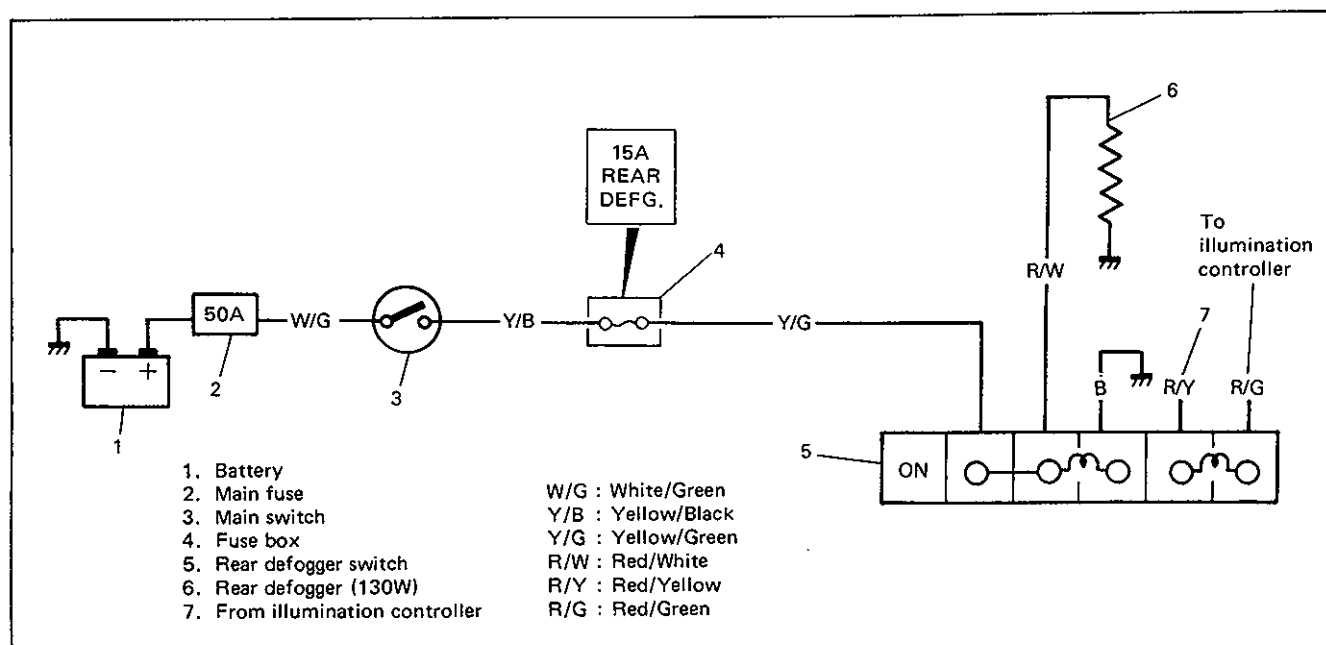 6
15A
REAR
DEFG.
To
illumination
controller
4
R/W
50A
W/G
Y/B
Y/G
7
B
R/Y
R/G
− +
2
3
1
5
ON
1. Battery
2. Main fuse
3. Main switch
4. Fuse box
5. Rear defogger switch
6. Rear defogger (130W)
7. From illumination controller
W/G : White/Green
Y/B : Yellow/Black
Y/G : Yellow/Green
R/W : Red/White
R/Y : Red/Yellow
R/G : Red/Green